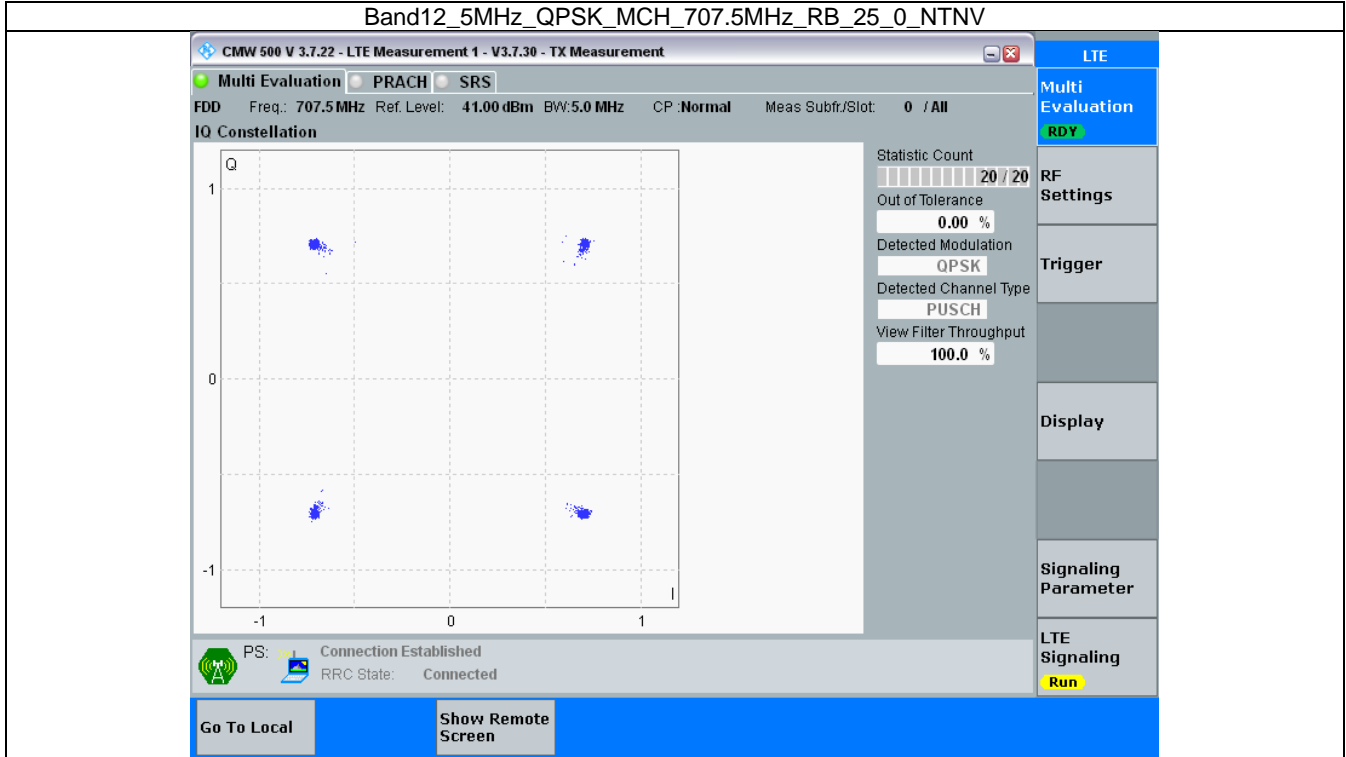 Band12_5MHz_QPSK_MCH_707.5MHz_RB_25_0_NTNV
CMW 500 V 3.7.22 - LTE Measurement 1 - V3.7.30 - TX Measurement
LTE
Multi Evaluation PRACH SRS
Multi
Evaluation
RDY
FDD Freq.: 707.5 MHz Ref. Level: 41.00 dBm BW: 5.0 MHz CP :Normal Meas Subfr./Slot: 0 / All
IQ Constellation
Q
1
0
-1
-1 0 1
I
Statistic Count
20 / 20
Out of Tolerance
0.00 %
Detected Modulation
QPSK
Detected Channel Type
PUSCH
View Filter Throughput
100.0 %
RF
Settings
Trigger
Display
Signaling
Parameter
LTE
Signaling
Run
PS: Connection Established
RRC State: Connected
Go To Local
Show Remote
Screen